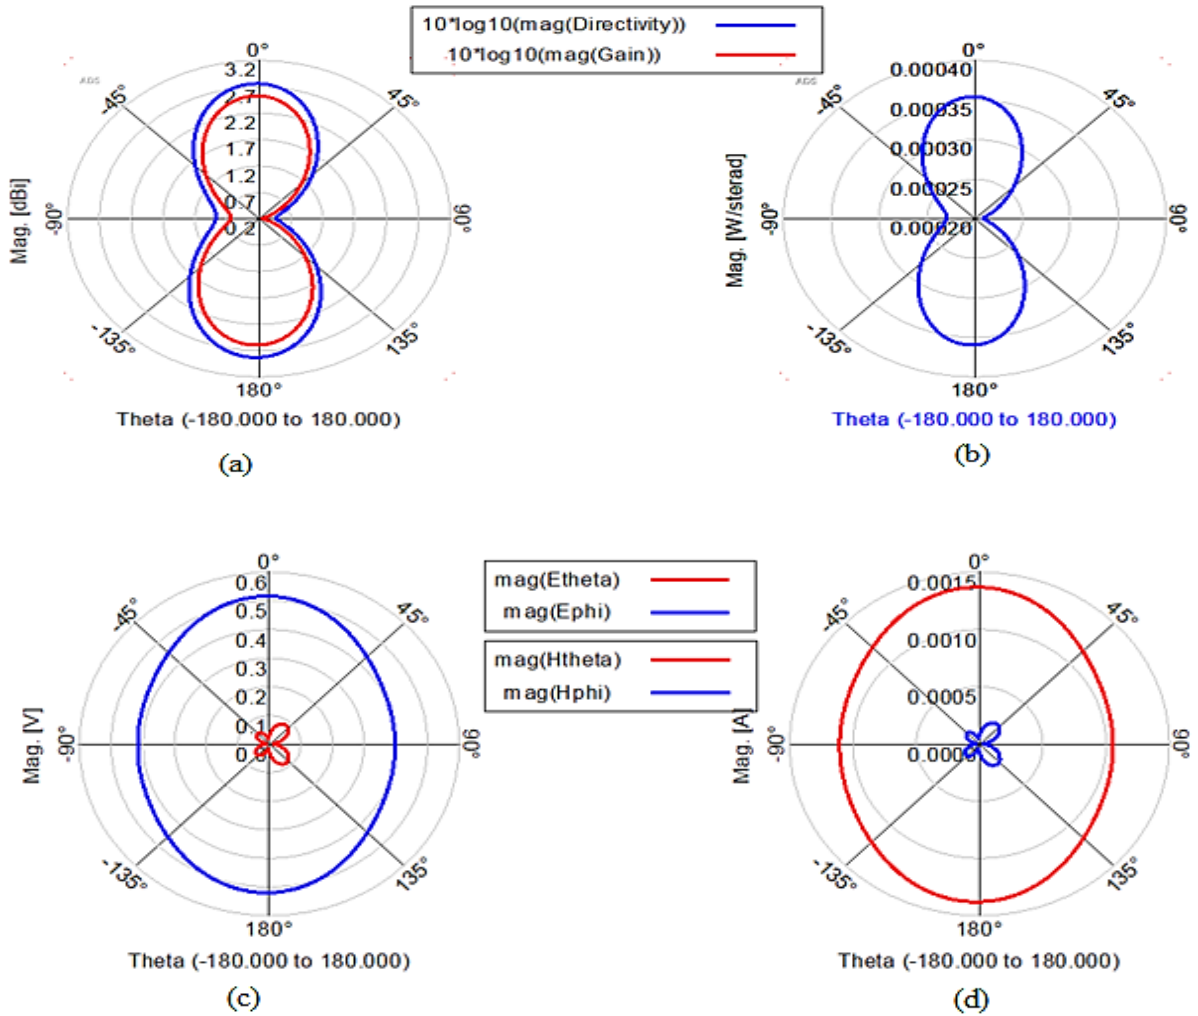 10*log10(mag(Directivity))
10*log10(mag(Gain))
0°
3.2
2.7
2.2
1.7
1.2
0.7
0.2
ADS
-45°
45°
-90°
90°
-135°
135°
180°
Mag. [dBi]
Theta (-180.000 to 180.000)
(a)
0°
0.00040
0.00035
0.00030
0.00025
0.00020
ADS
-45°
45°
-90°
90°
-135°
135°
180°
Mag. [W/sterad]
Theta (-180.000 to 180.000)
(b)
0°
0.6
0.5
0.4
0.3
0.2
0.1
0.0
-45°
45°
-90°
90°
-135°
135°
180°
Mag. [V]
Theta (-180.000 to 180.000)
(c)
mag(Etheta)
mag(Ephi)
mag(Htheta)
mag(Hphi)
0°
0.0015
0.0010
0.0005
0.0000
-45°
45°
-90°
90°
-135°
135°
180°
Mag. [A]
Theta (-180.000 to 180.000)
(d)